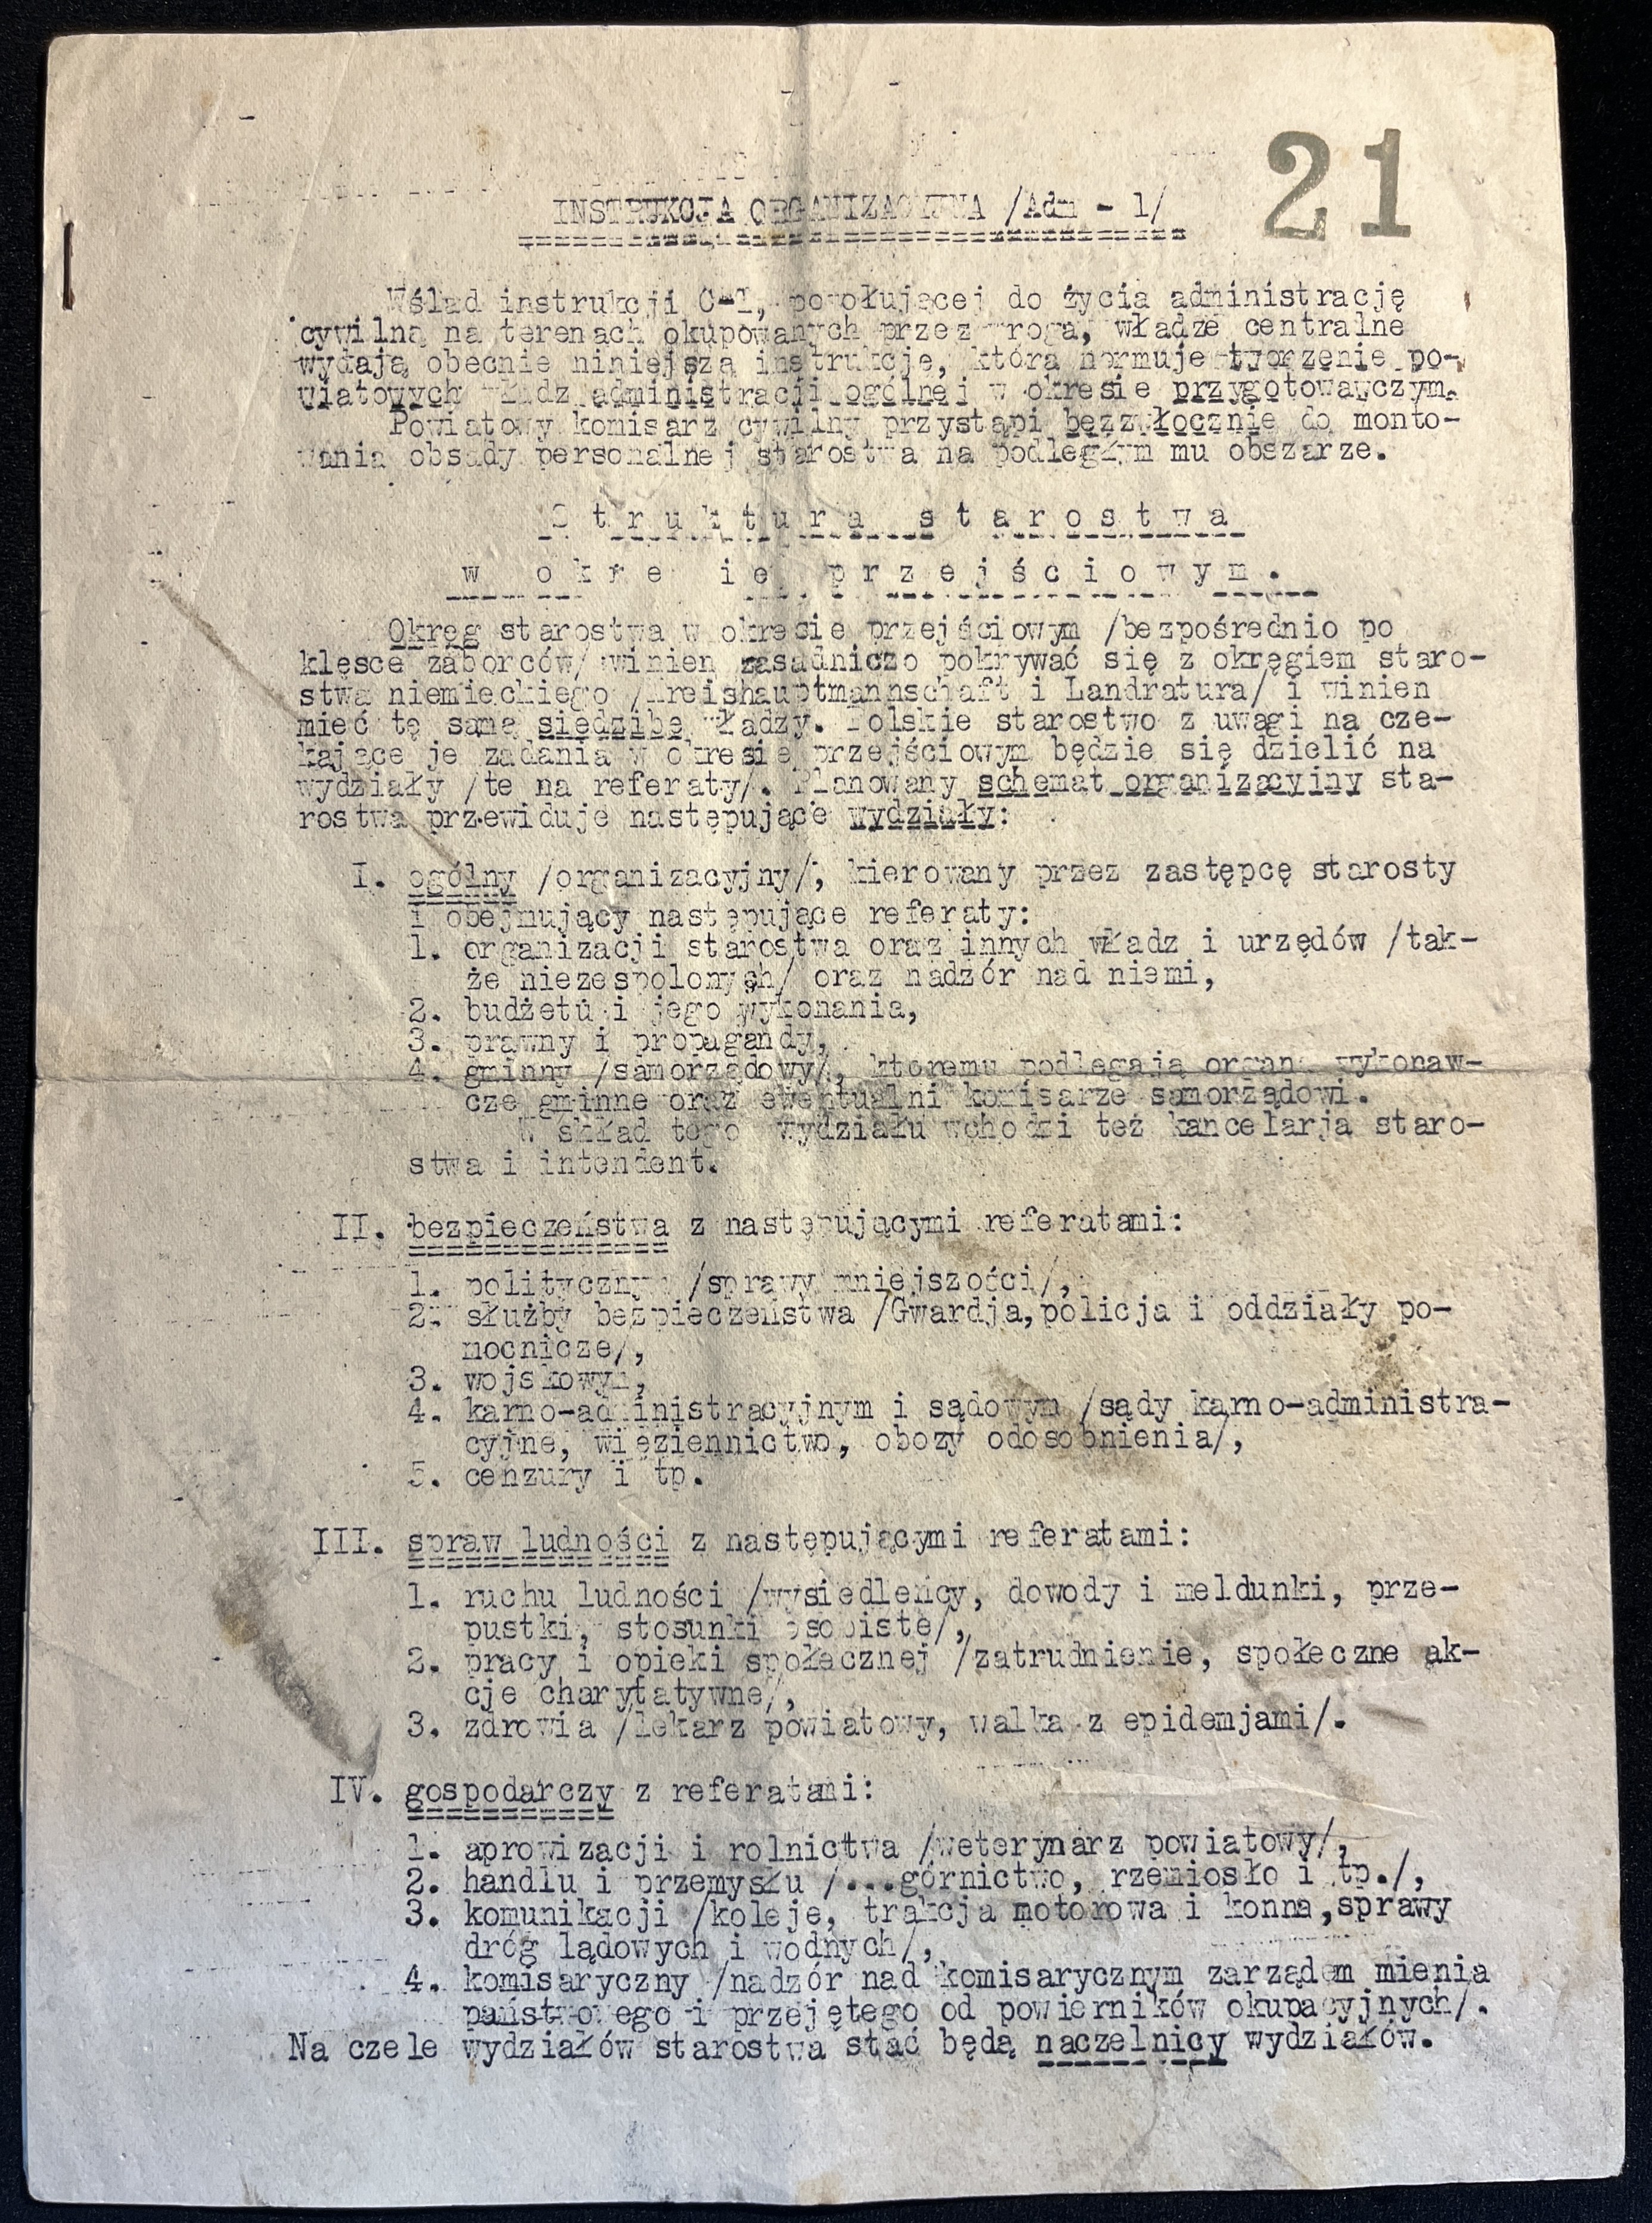 21
INSTRUKCJA ORGANIZACYJNA /Adm - 1/
Wślad instrukcji C-1, powołującej do życia administrację
cywilną na terenach okupowanych przez wroga, władze centralne
wydają obecnie niniejszą instrukcję, która normuje tworzenie po-
wiatowych władz administracji ogólnej w okresie przygotowawczym.
Powiatowy komisarz cywilny przystąpi bezzwłocznie do monto-
wania obsady personalnej starostwa na podległym mu obszarze.
S t r u k t u r a s t a r o s t w a
w o k r e s i e p r z e j ś c i o w y m .
Okręg starostwa w okresie przejściowym /bezpośrednio po
klęsce zaborców/ winien zasadniczo pokrywać się z okręgiem staro-
stwa niemieckiego /Kreishauptmannschaft i Landratura/ i winien
mieć tę samą siedzibę władzy. Polskie starostwo z uwagi na cze-
kające je zadania w okresie przejściowym będzie się dzielić na
wydziały /te na referaty/. Planowany schemat organizacyjny sta-
rostwa przewiduje następujące wydziały:
I. ogólny /organizacyjny/, kierowany przez zastępcę starosty
i obejmujący następujące referaty:
1. organizacji starostwa oraz innych władz i urzędów /tak-
że niezespolonych/ oraz nadzór nad niemi,
2. budżetu i jego wykonania,
3. prawny i propagandy,
4. gminny /samorządowy/, ktoremu podlegają organa wykonaw-
cze gminne oraz ewentualni komisarze samorządowi.
W skład tego wydziału wchodzi też kancelarja staro-
stwa i intendent.
II. bezpieczeństwa z następującymi referatami:
1. politycznym /sprawy mniejszości/,
2. służby bezpieczeństwa /Gwardja, policja i oddziały po-
mocnicze/,
3. wojskowym,
4. karno-administracyjnym i sądowym /sądy karno-administra-
cyjne, więziennictwo, obozy odosobnienia/,
5. cenzury i tp.
III. spraw ludności z następującymi referatami:
1. ruchu ludności /wysiedleńcy, dowody i meldunki, prze-
pustki, stosunki osobiste/,
2. pracy i opieki społecznej /zatrudnienie, społeczne ak-
cje charytatywne/,
3. zdrowia /lekarz powiatowy, walka z epidemjami/.
IV. gospodarczy z referatami:
1. aprowizacji i rolnictwa /weterynarz powiatowy/,
2. handlu i przemysłu /...górnictwo, rzemiosło i tp./,
3. komunikacji /koleje, trakcja motorowa i konna, sprawy
dróg lądowych i wodnych/,
4. komisaryczny /nadzór nad komisarycznym zarządem mienia
państwowego i przejętego od powierników okupacyjnych/.
Na czele wydziałów starostwa stać będą naczelnicy wydziałów.